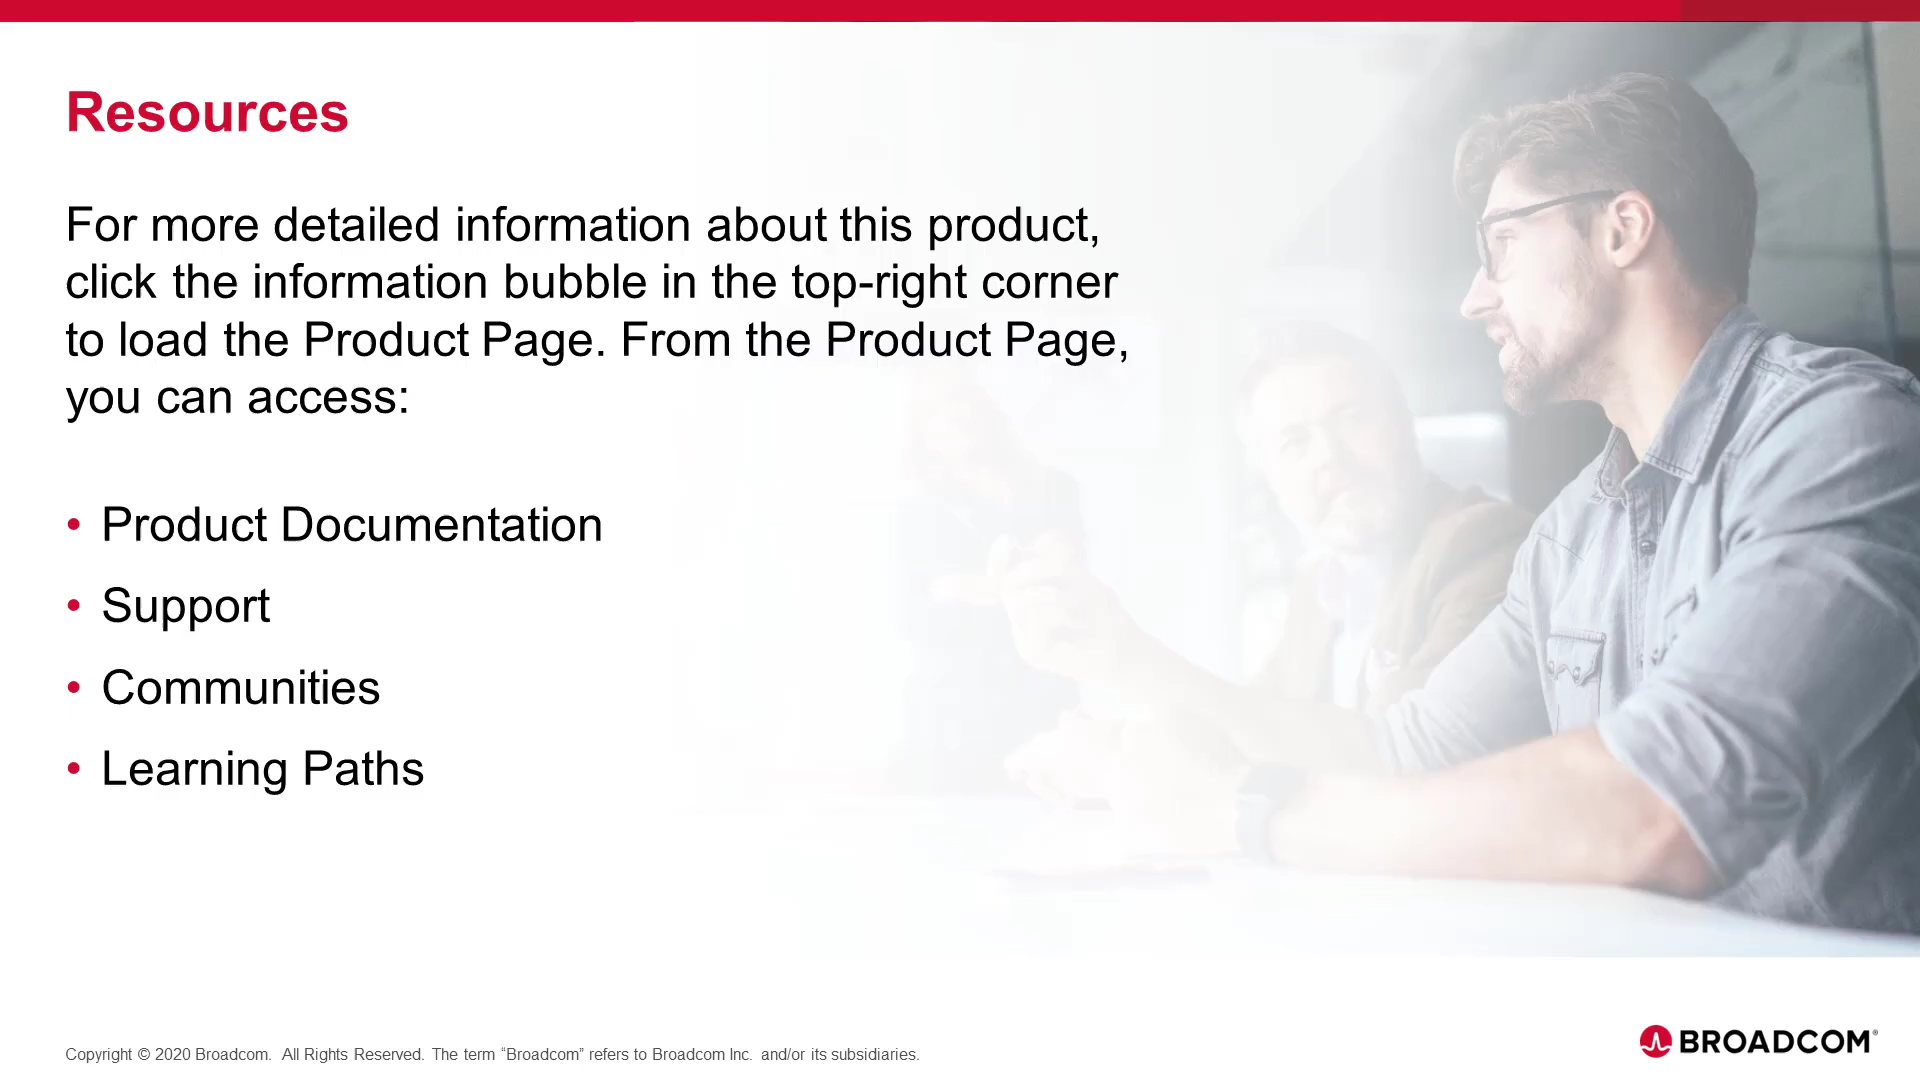 Resources
For more detailed information about this product,
click the information bubble in the top-right corner
to load the Product Page. From the Product Page,
you can access:
• Product Documentation
• Support
• Communities
• Learning Paths
Copyright © 2020 Broadcom. All Rights Reserved. The term “Broadcom” refers to Broadcom Inc. and/or its subsidiaries.
BROADCOM®